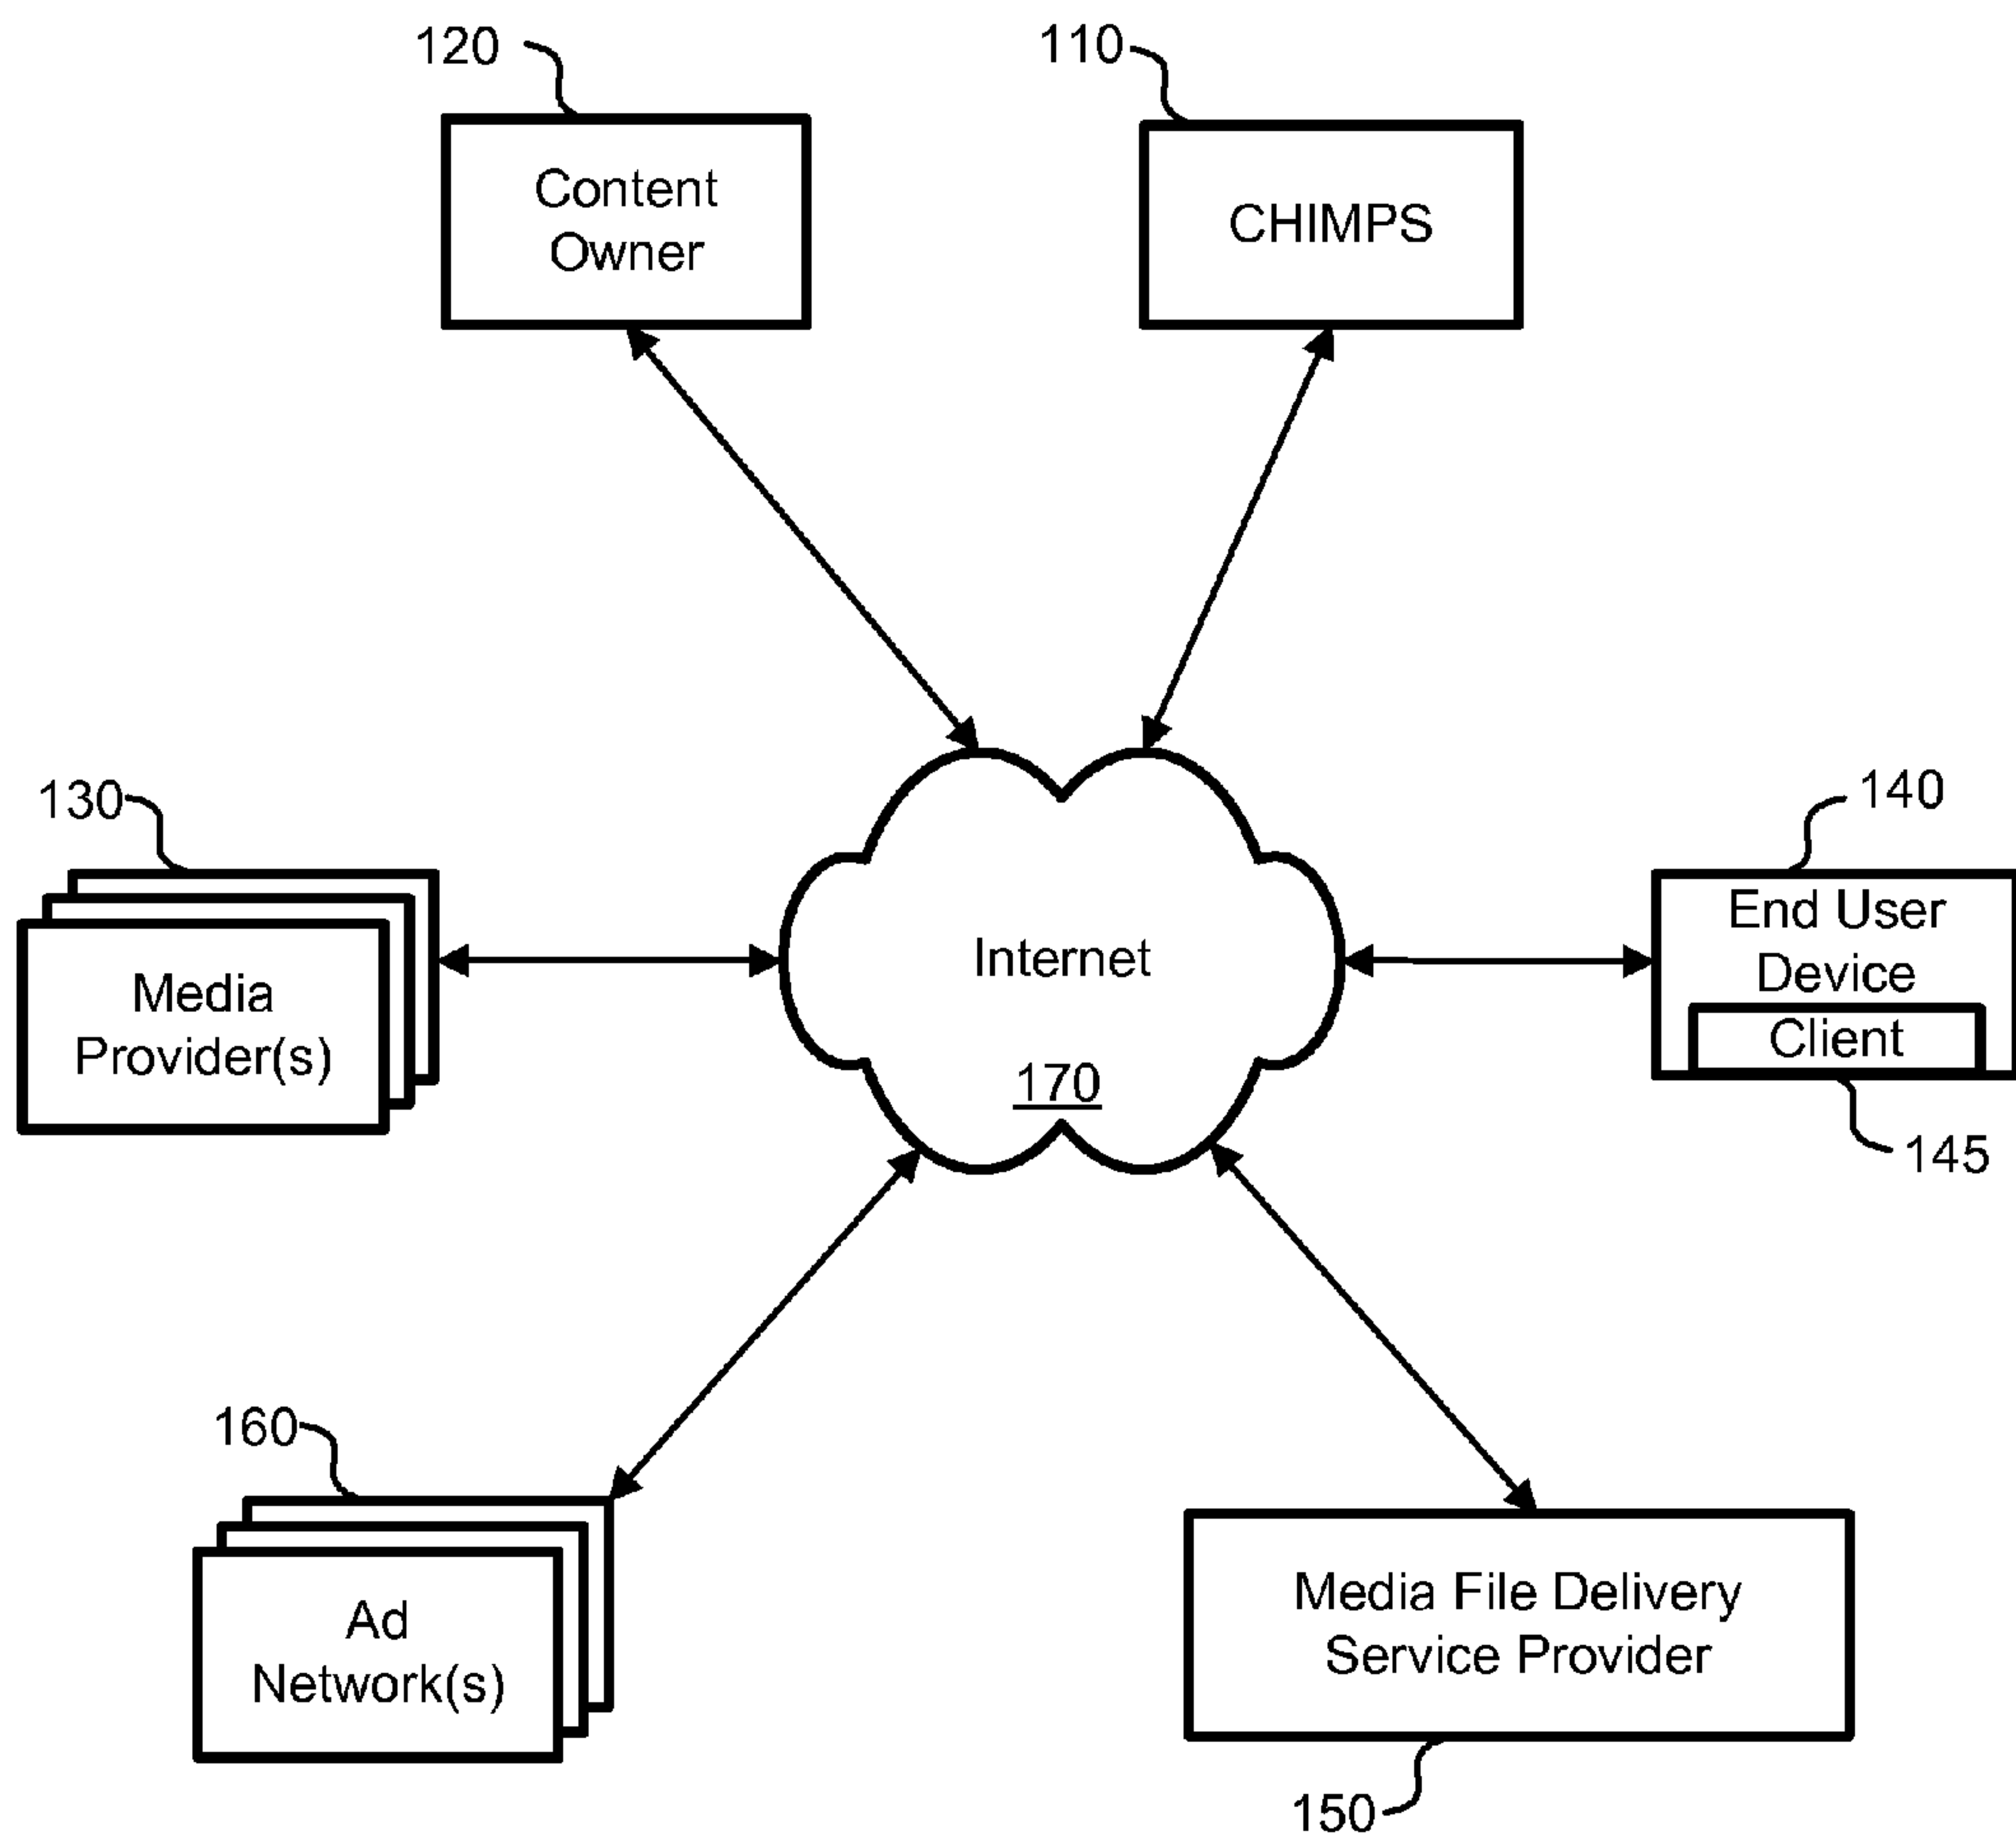 120
110
Content
Owner
CHIMPS
130
140
Media
Provider(s)
Internet
170
End User
Device
Client
145
160
Ad
Network(s)
Media File Delivery
Service Provider
150